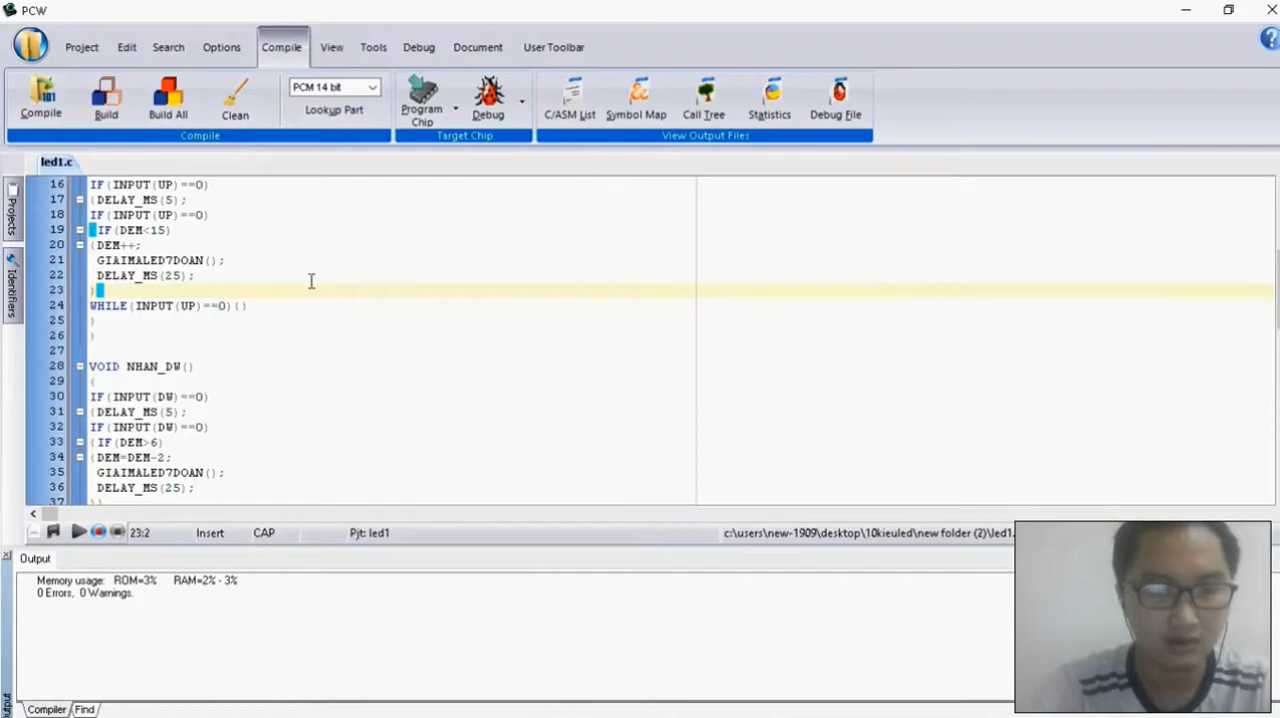 PCW
Project Edit Search Options Compile View Tools Debug Document User Toolbar
PCM 14 bit
Compile Build Build All Clean Lookup Part Program Chip Debug C/ASM List Symbol Map Call Tree Statistics Debug File
Compile Target Chip View Output Files
led1.c
Projects
Identifiers
16 IF(INPUT(UP)==0)
17 {DELAY_MS(5);
18 IF(INPUT(UP)==0)
19 {IF(DEM<15)
20 {DEM++;
21 GIAIMALED7DOAN();
22 DELAY_MS(25);
23 }}
24 WHILE(INPUT(UP)==0){}
25 }
26 }
27
28 VOID NHAN_DW()
29 {
30 IF(INPUT(DW)==0)
31 {DELAY_MS(5);
32 IF(INPUT(DW)==0)
33 {IF(DEM>6)
34 {DEM=DEM-2;
35 GIAIMALED7DOAN();
36 DELAY_MS(25);
37 }}
23:2 Insert CAP Pjt: led1 c:\users\new-1909\desktop\10kieuled\new folder (2)\led1.
Output
Memory usage: ROM=3% RAM=2% - 3%
0 Errors, 0 Warnings.
Output
Compiler Find